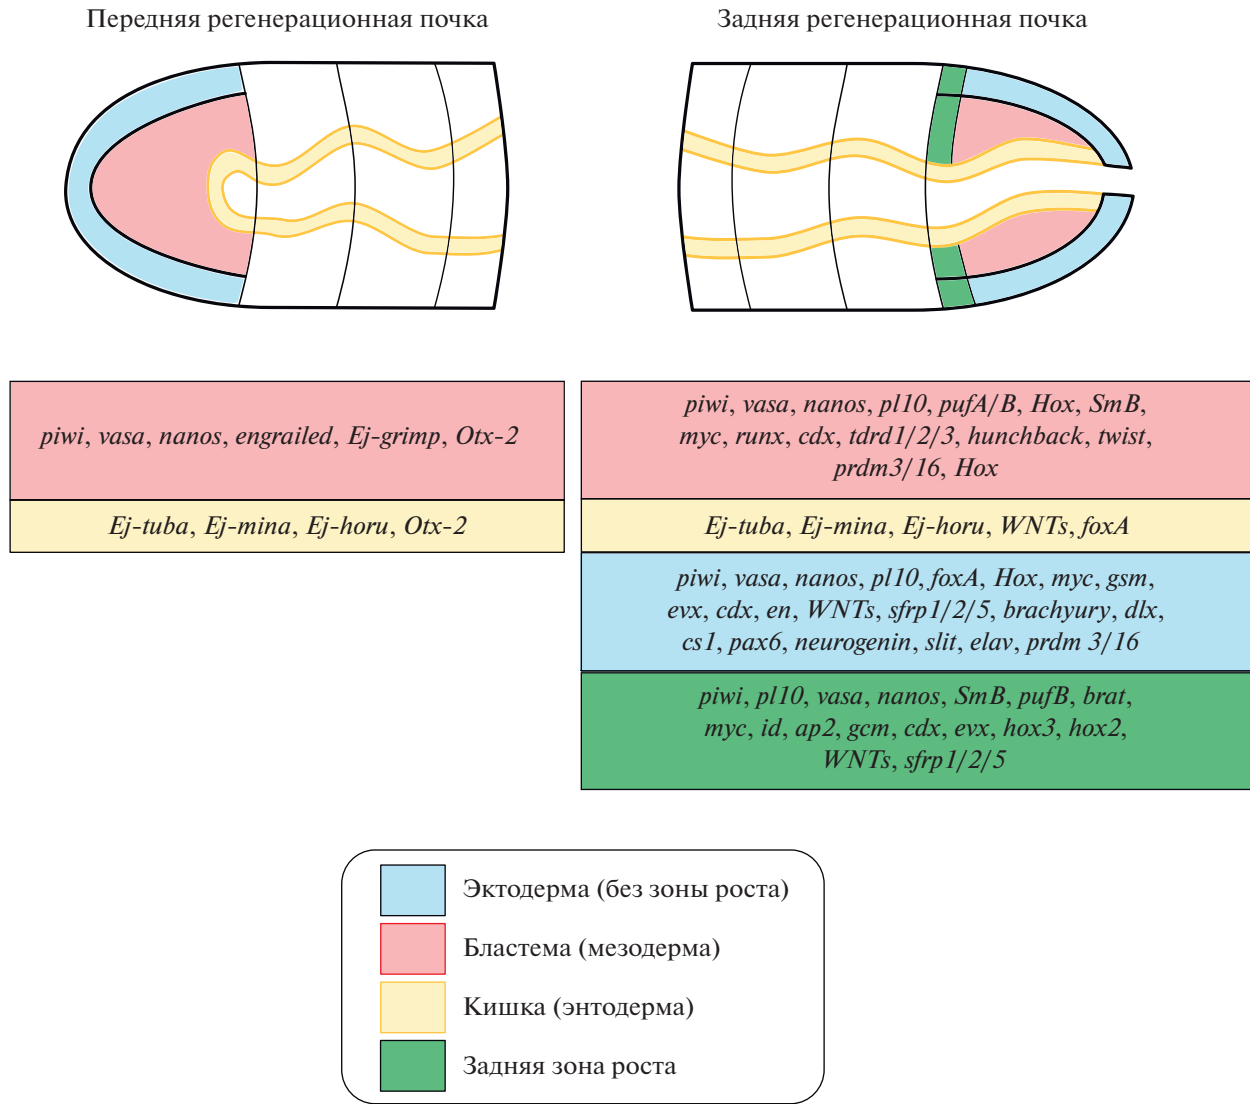 Передняя регенерационная почка
Задняя регенерационная почка
piwi, vasa, nanos, engrailed, Ej-grimp, Otx-2
Ej-tuba, Ej-mina, Ej-horu, Otx-2
piwi, vasa, nanos, pl10, pufA/B, Hox, SmB,
myc, runx, cdx, tdrd1/2/3, hunchback, twist,
prdm3/16, Hox
Ej-tuba, Ej-mina, Ej-horu, WNTs, foxA
piwi, vasa, nanos, pl10, foxA, Hox, myc, gsm,
evx, cdx, en, WNTs, sfrp1/2/5, brachyury, dlx,
cs1, pax6, neurogenin, slit, elav, prdm 3/16
piwi, pl10, vasa, nanos, SmB, pufB, brat,
myc, id, ap2, gcm, cdx, evx, hox3, hox2,
WNTs, sfrp1/2/5
Эктодерма (без зоны роста)
Бластема (мезодерма)
Кишка (энтодерма)
Задняя зона роста